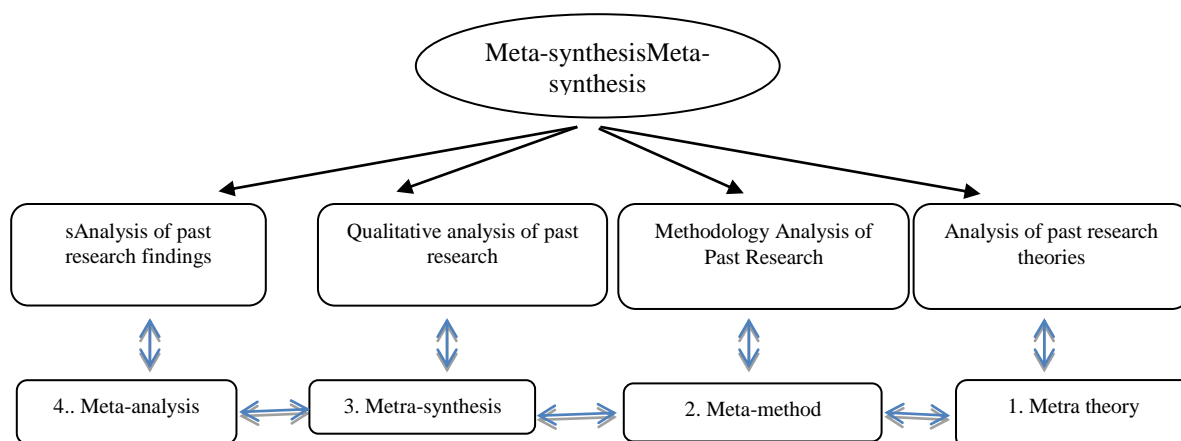 Meta-synthesisMeta-
synthesis
sAnalysis of past
research findings
Qualitative analysis of past
research
Methodology Analysis of
Past Research
Analysis of past research
theories
4.. Meta-analysis
3. Metra-synthesis
2. Meta-method
1. Metra theory